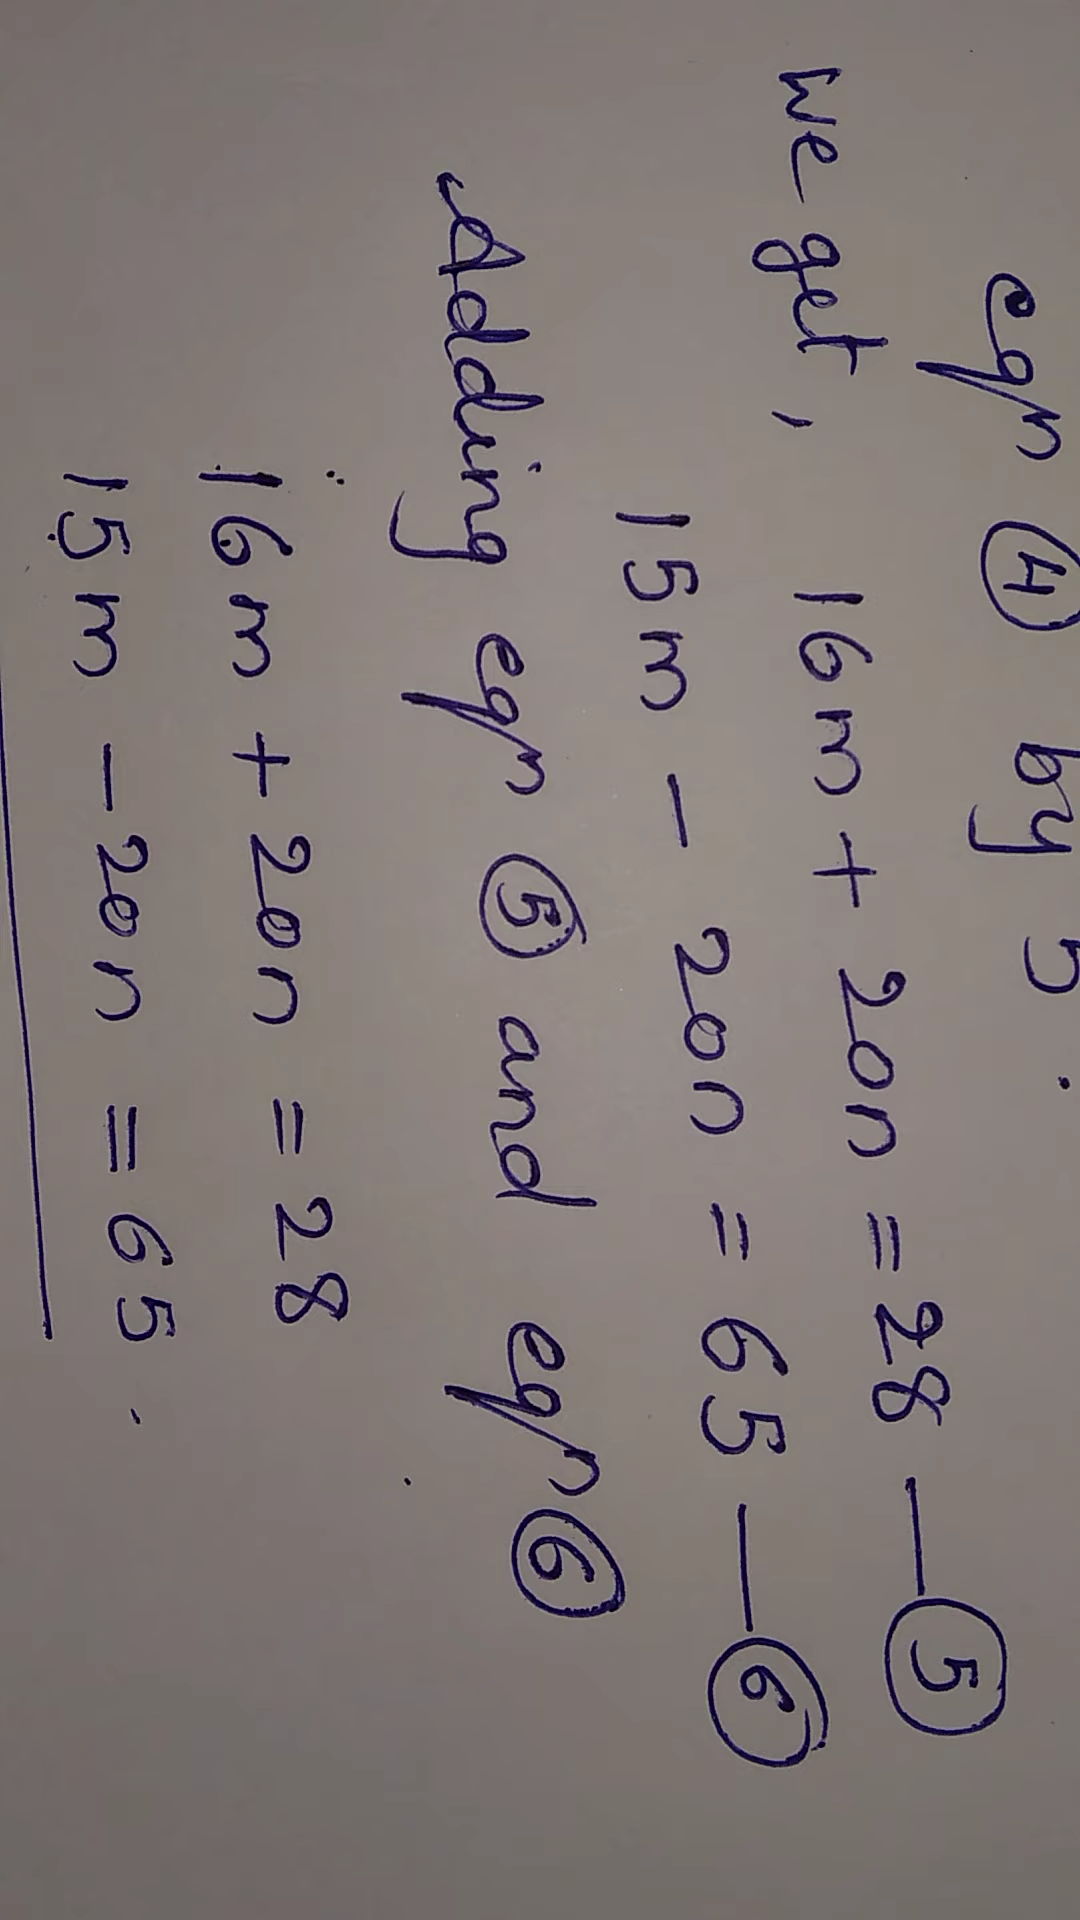 eqn ④ by 5.
we get, 16m + 20n = 28 — ⑤
15m - 20n = 65 — ⑥
Adding eqn ⑤ and eqn ⑥
16m + 20n = 28
15m - 20n = 65